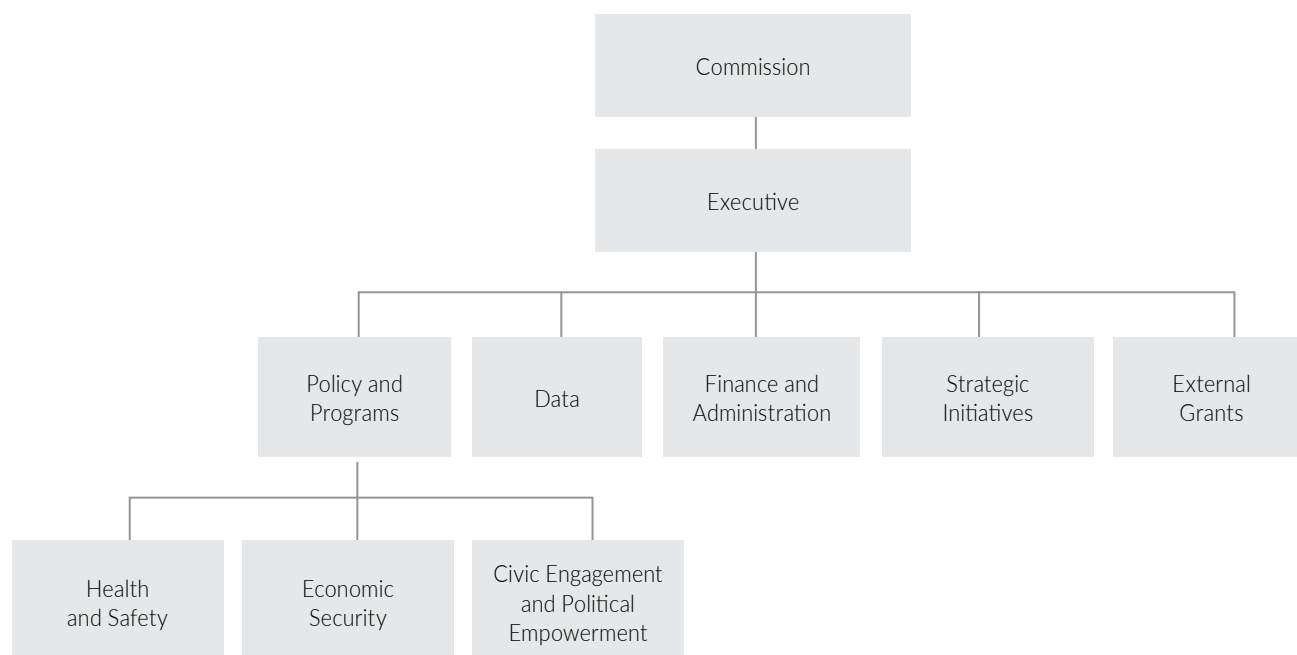 Commission
Executive
Policy and
Programs
Data
Finance and
Administration
Strategic
Initiatives
External
Grants
Health
and Safety
Economic
Security
Civic Engagement
and Political
Empowerment